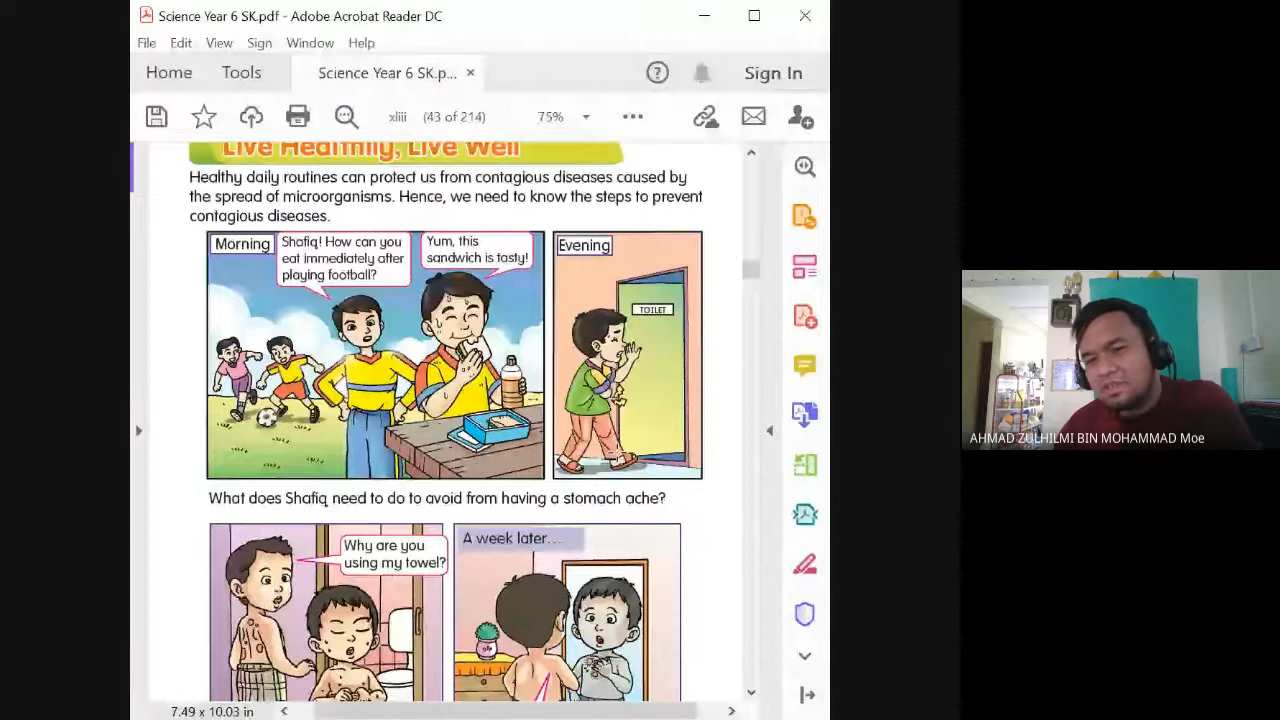 Science Year 6 SK.pdf - Adobe Acrobat Reader DC
File Edit View Sign Window Help
Home Tools Science Year 6 SK.p... × Sign In
xliii (43 of 214) 75%
Live Healthily, Live Well
Healthy daily routines can protect us from contagious diseases caused by
the spread of microorganisms. Hence, we need to know the steps to prevent
contagious diseases.
Morning
Shafiq! How can you
eat immediately after
playing football?
Yum, this
sandwich is tasty!
Evening
TOILET
What does Shafiq need to do to avoid from having a stomach ache?
Why are you
using my towel?
A week later....
7.49 x 10.03 in
AHMAD ZULHILMI BIN MOHAMMAD Moe